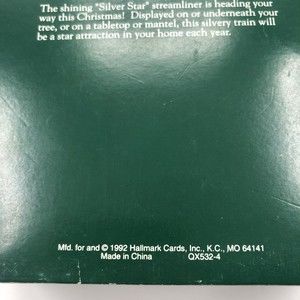 The shining "Silver Star" streamliner is heading your
way this Christmas! Displayed on or underneath your
tree, or on a tabletop or mantel, this silvery train will
be a star attraction in your home each year.
Mfd. for and © 1992 Hallmark Cards, Inc., K.C., MO 64141
Made in China QX532-4